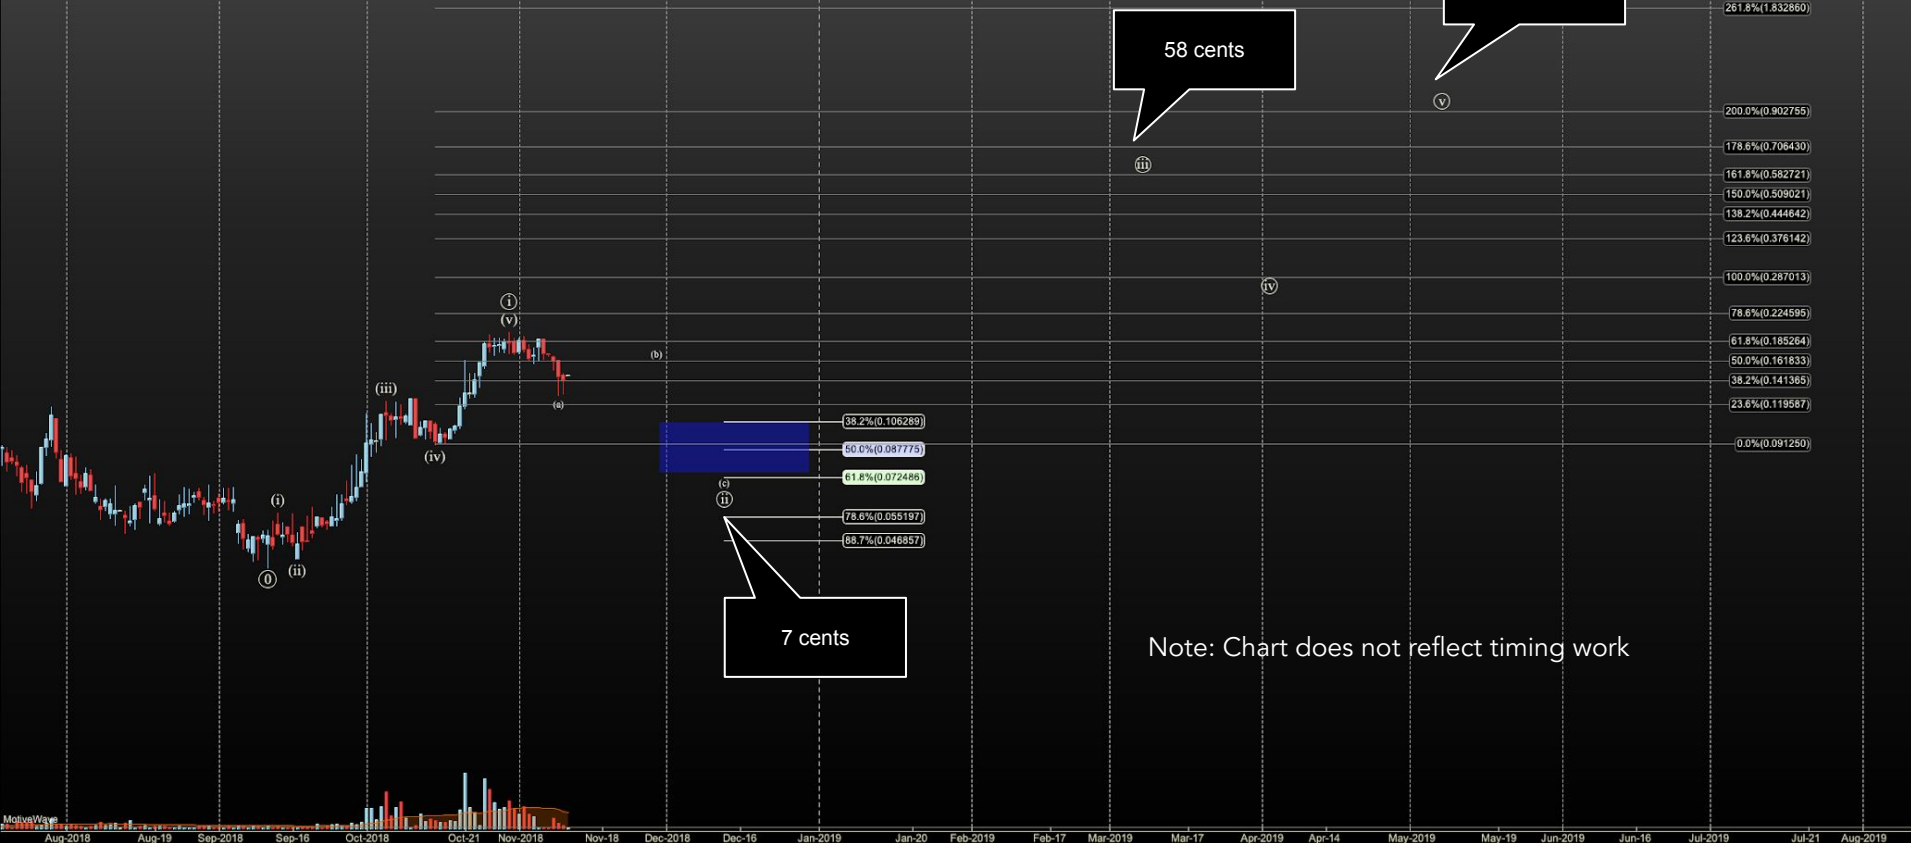 261.8%(1.832860)
58 cents
ⓥ
200.0%(0.902755)
178.6%(0.706430)
iii
161.8%(0.582721)
150.0%(0.509021)
138.2%(0.444642)
123.6%(0.376142)
100.0%(0.287013)
iv
i
(v)
78.6%(0.224595)
61.8%(0.185264)
(b)
50.0%(0.161833)
38.2%(0.141365)
(iii)
(a)
23.6%(0.119587)
38.2%(0.106289)
0.0%(0.091250)
(iv)
50.0%(0.087775)
61.8%(0.072486)
(c)
ii
(i)
78.6%(0.055197)
88.7%(0.046857)
0
(ii)
7 cents
Note: Chart does not reflect timing work
MotiveWave
Aug-2018 Aug-19 Sep-2018 Sep-16 Oct-2018 Oct-21 Nov-2018 Nov-18 Dec-2018 Dec-16 Jan-2019 Jan-20 Feb-2019 Feb-17 Mar-2019 Mar-17 Apr-2019 Apr-14 May-2019 May-19 Jun-2019 Jun-16 Jul-2019 Jul-21 Aug-2019